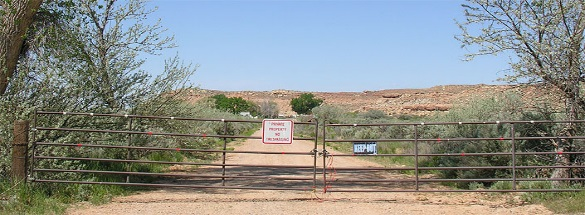 PRIVATE
PROPERTY
NO
TRESPASSING
KEEP OUT